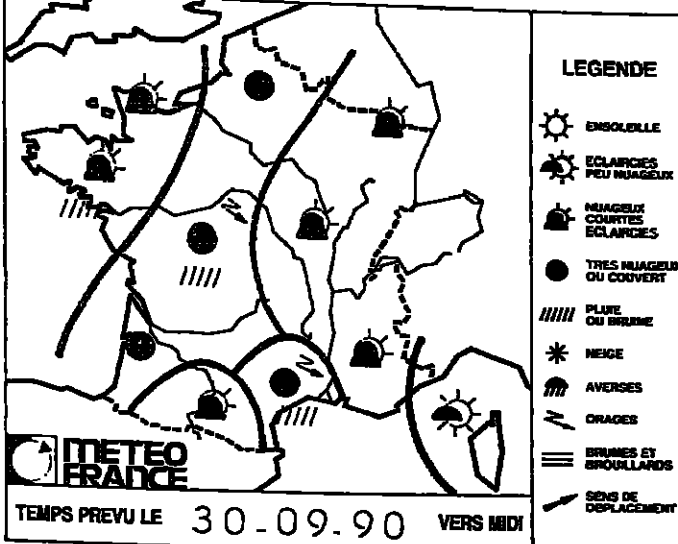 LEGENDE
ENSOLEILLE
ECLAIRCIES
PEU NUAGEUX
NUAGEUX
COURTES
ECLAIRCIES
TRES NUAGEUX
OU COUVERT
PLUIE
OU BRUINE
NEIGE
AVERSES
ORAGES
BRUMES ET
BROUILLARDS
SENS DE
DEPLACEMENT
METEO
FRANCE
TEMPS PREVU LE 30-09-90 VERS MIDI